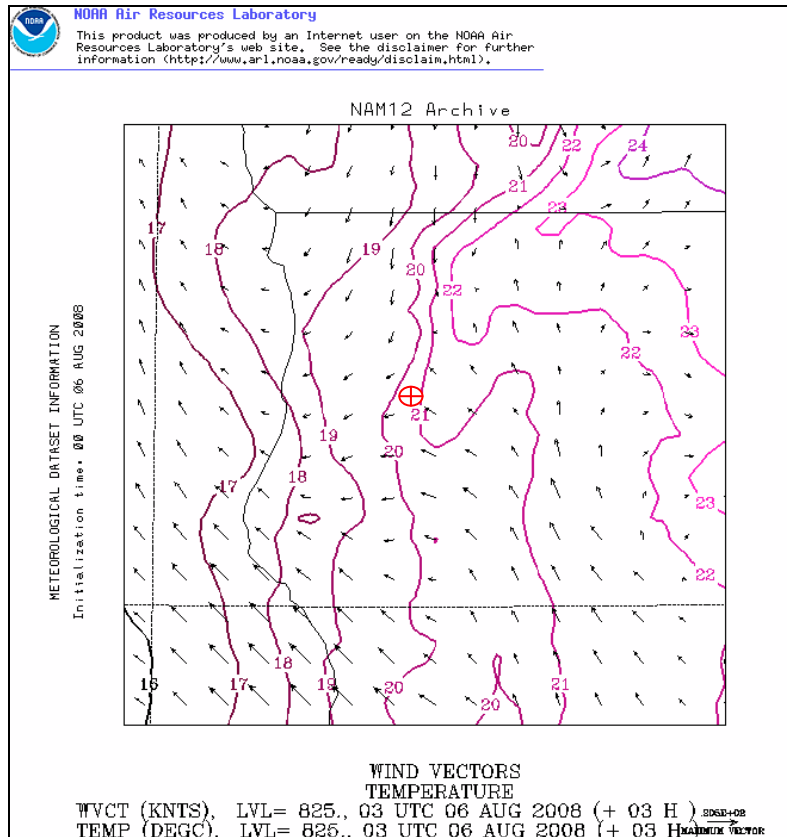 NOAA Air Resources Laboratory
This product was produced by an Internet user on the NOAA Air
Resources Laboratory's web site. See the disclaimer for further
information (http://www.arl.noaa.gov/ready/disclaim.html).
NOAA
NAM12 Archive
20
22
24
21
23
17
18
19
20
22
23
22
21
19
20
18
17
23
22
18
16
17
19
20
20
21
METEOROLOGICAL DATASET INFORMATION
Initialization time: 00 UTC 06 AUG 2008
WIND VECTORS
TEMPERATURE
WVCT (KNTS), LVL= 825., 03 UTC 06 AUG 2008 (+ 03 H )
TEMP (DEGC), LVL= 825., 03 UTC 06 AUG 2008 (+ 03 H)
MAXIMUM VECTOR